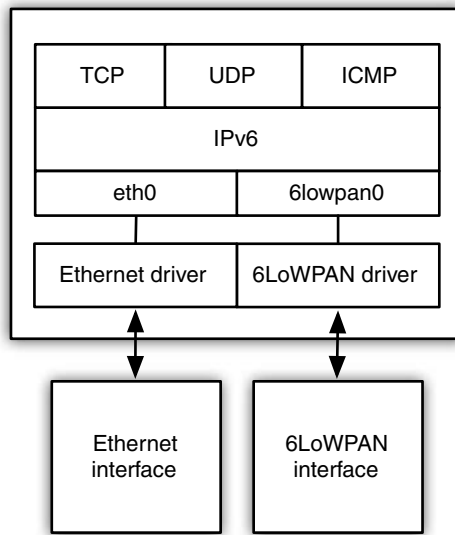 TCP
UDP
ICMP
IPv6
eth0
6lowpan0
Ethernet driver
6LoWPAN driver
Ethernet
interface
6LoWPAN
interface